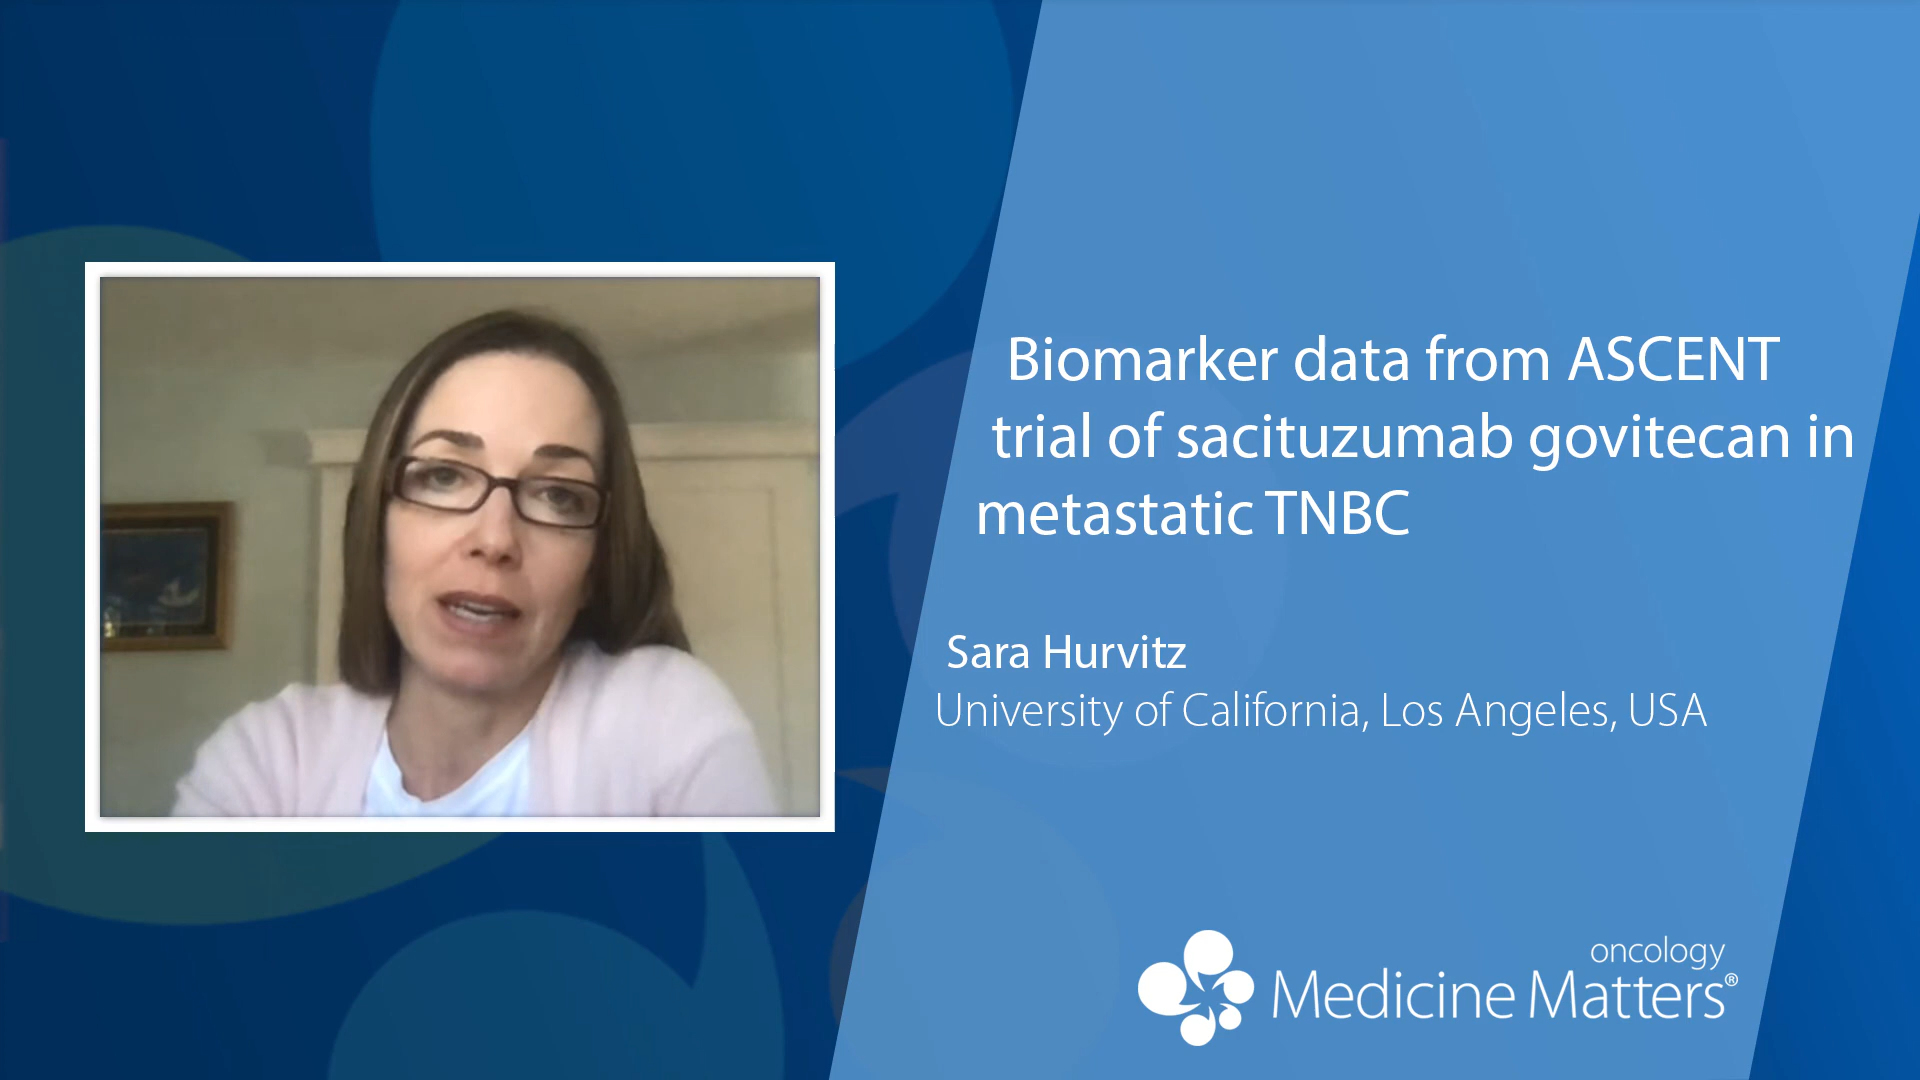 Biomarker data from ASCENT
trial of sacituzumab govitecan in
metastatic TNBC
Sara Hurvitz
University of California, Los Angeles, USA
oncology
Medicine Matters®